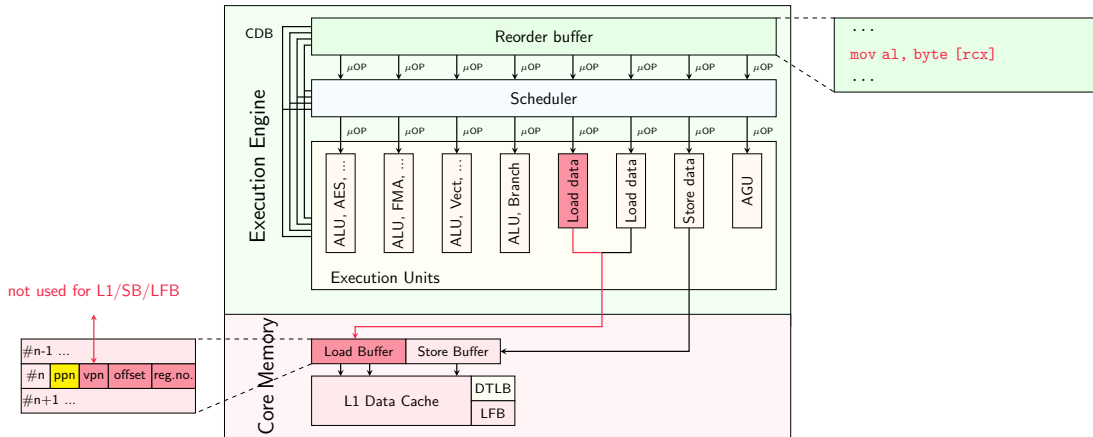 CDB
Reorder buffer
...
mov al, byte [rcx]
...
μOP μOP μOP μOP μOP μOP μOP μOP
Scheduler
μOP μOP μOP μOP μOP μOP μOP μOP
Execution Engine
ALU, AES, ...
ALU, FMA, ...
ALU, Vect, ...
ALU, Branch
Load data
Load data
Store data
AGU
Execution Units
not used for L1/SB/LFB
Core Memory
#n-1 ...
#n ppn vpn offset reg.no.
#n+1 ...
Load Buffer Store Buffer
L1 Data Cache
DTLB
LFB